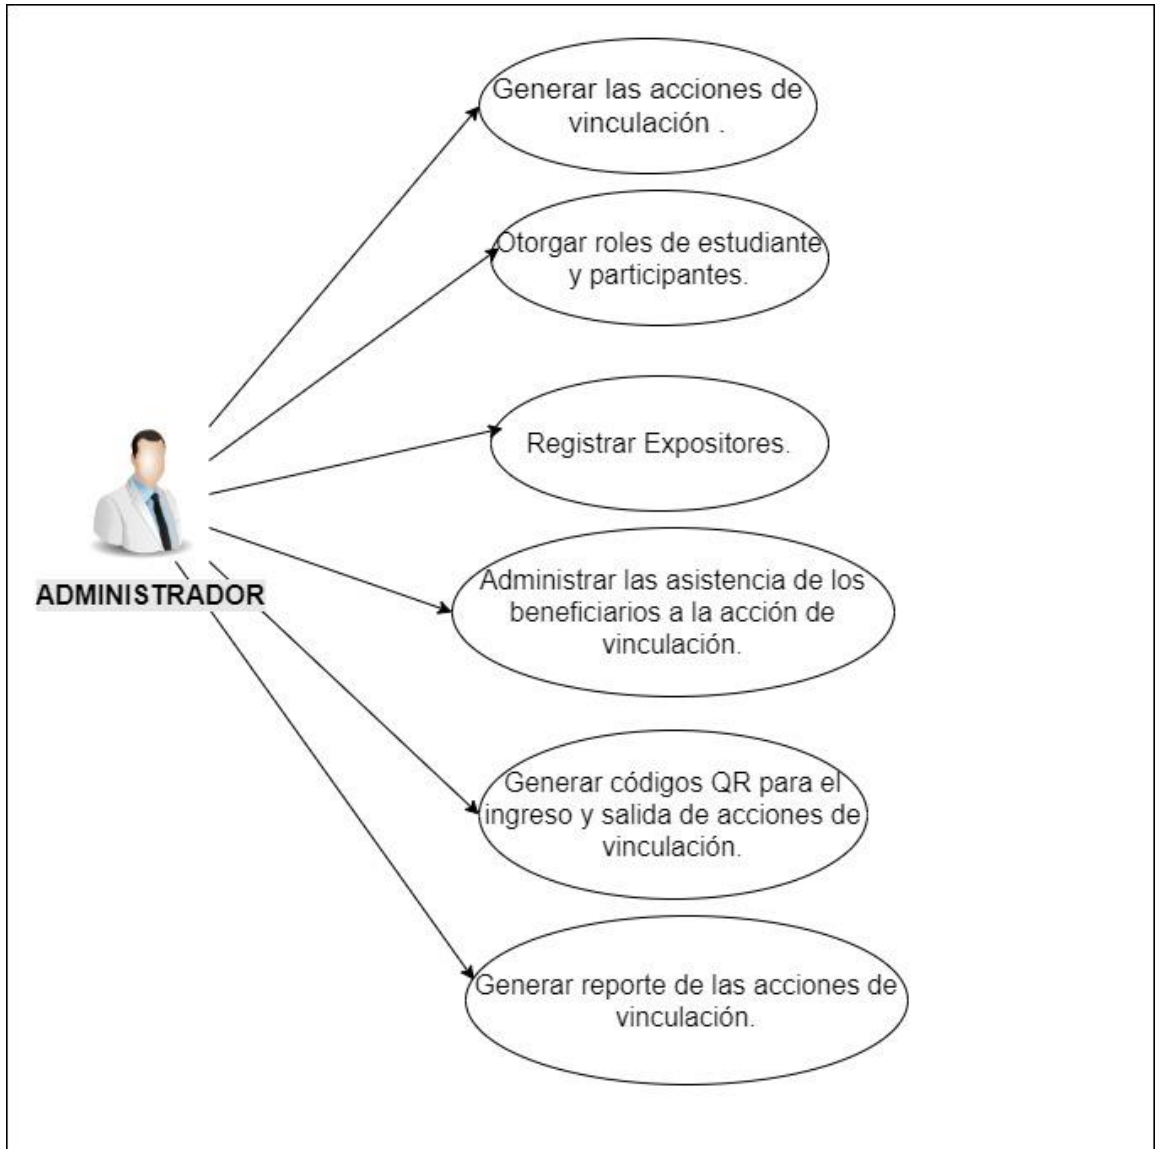 Generar las acciones de
vinculación .
Otorgar roles de estudiante
y participantes.
Registrar Expositores.
ADMINISTRADOR
Administrar las asistencia de los
beneficiarios a la acción de
vinculación.
Generar códigos QR para el
ingreso y salida de acciones de
vinculación.
Generar reporte de las acciones de
vinculación.